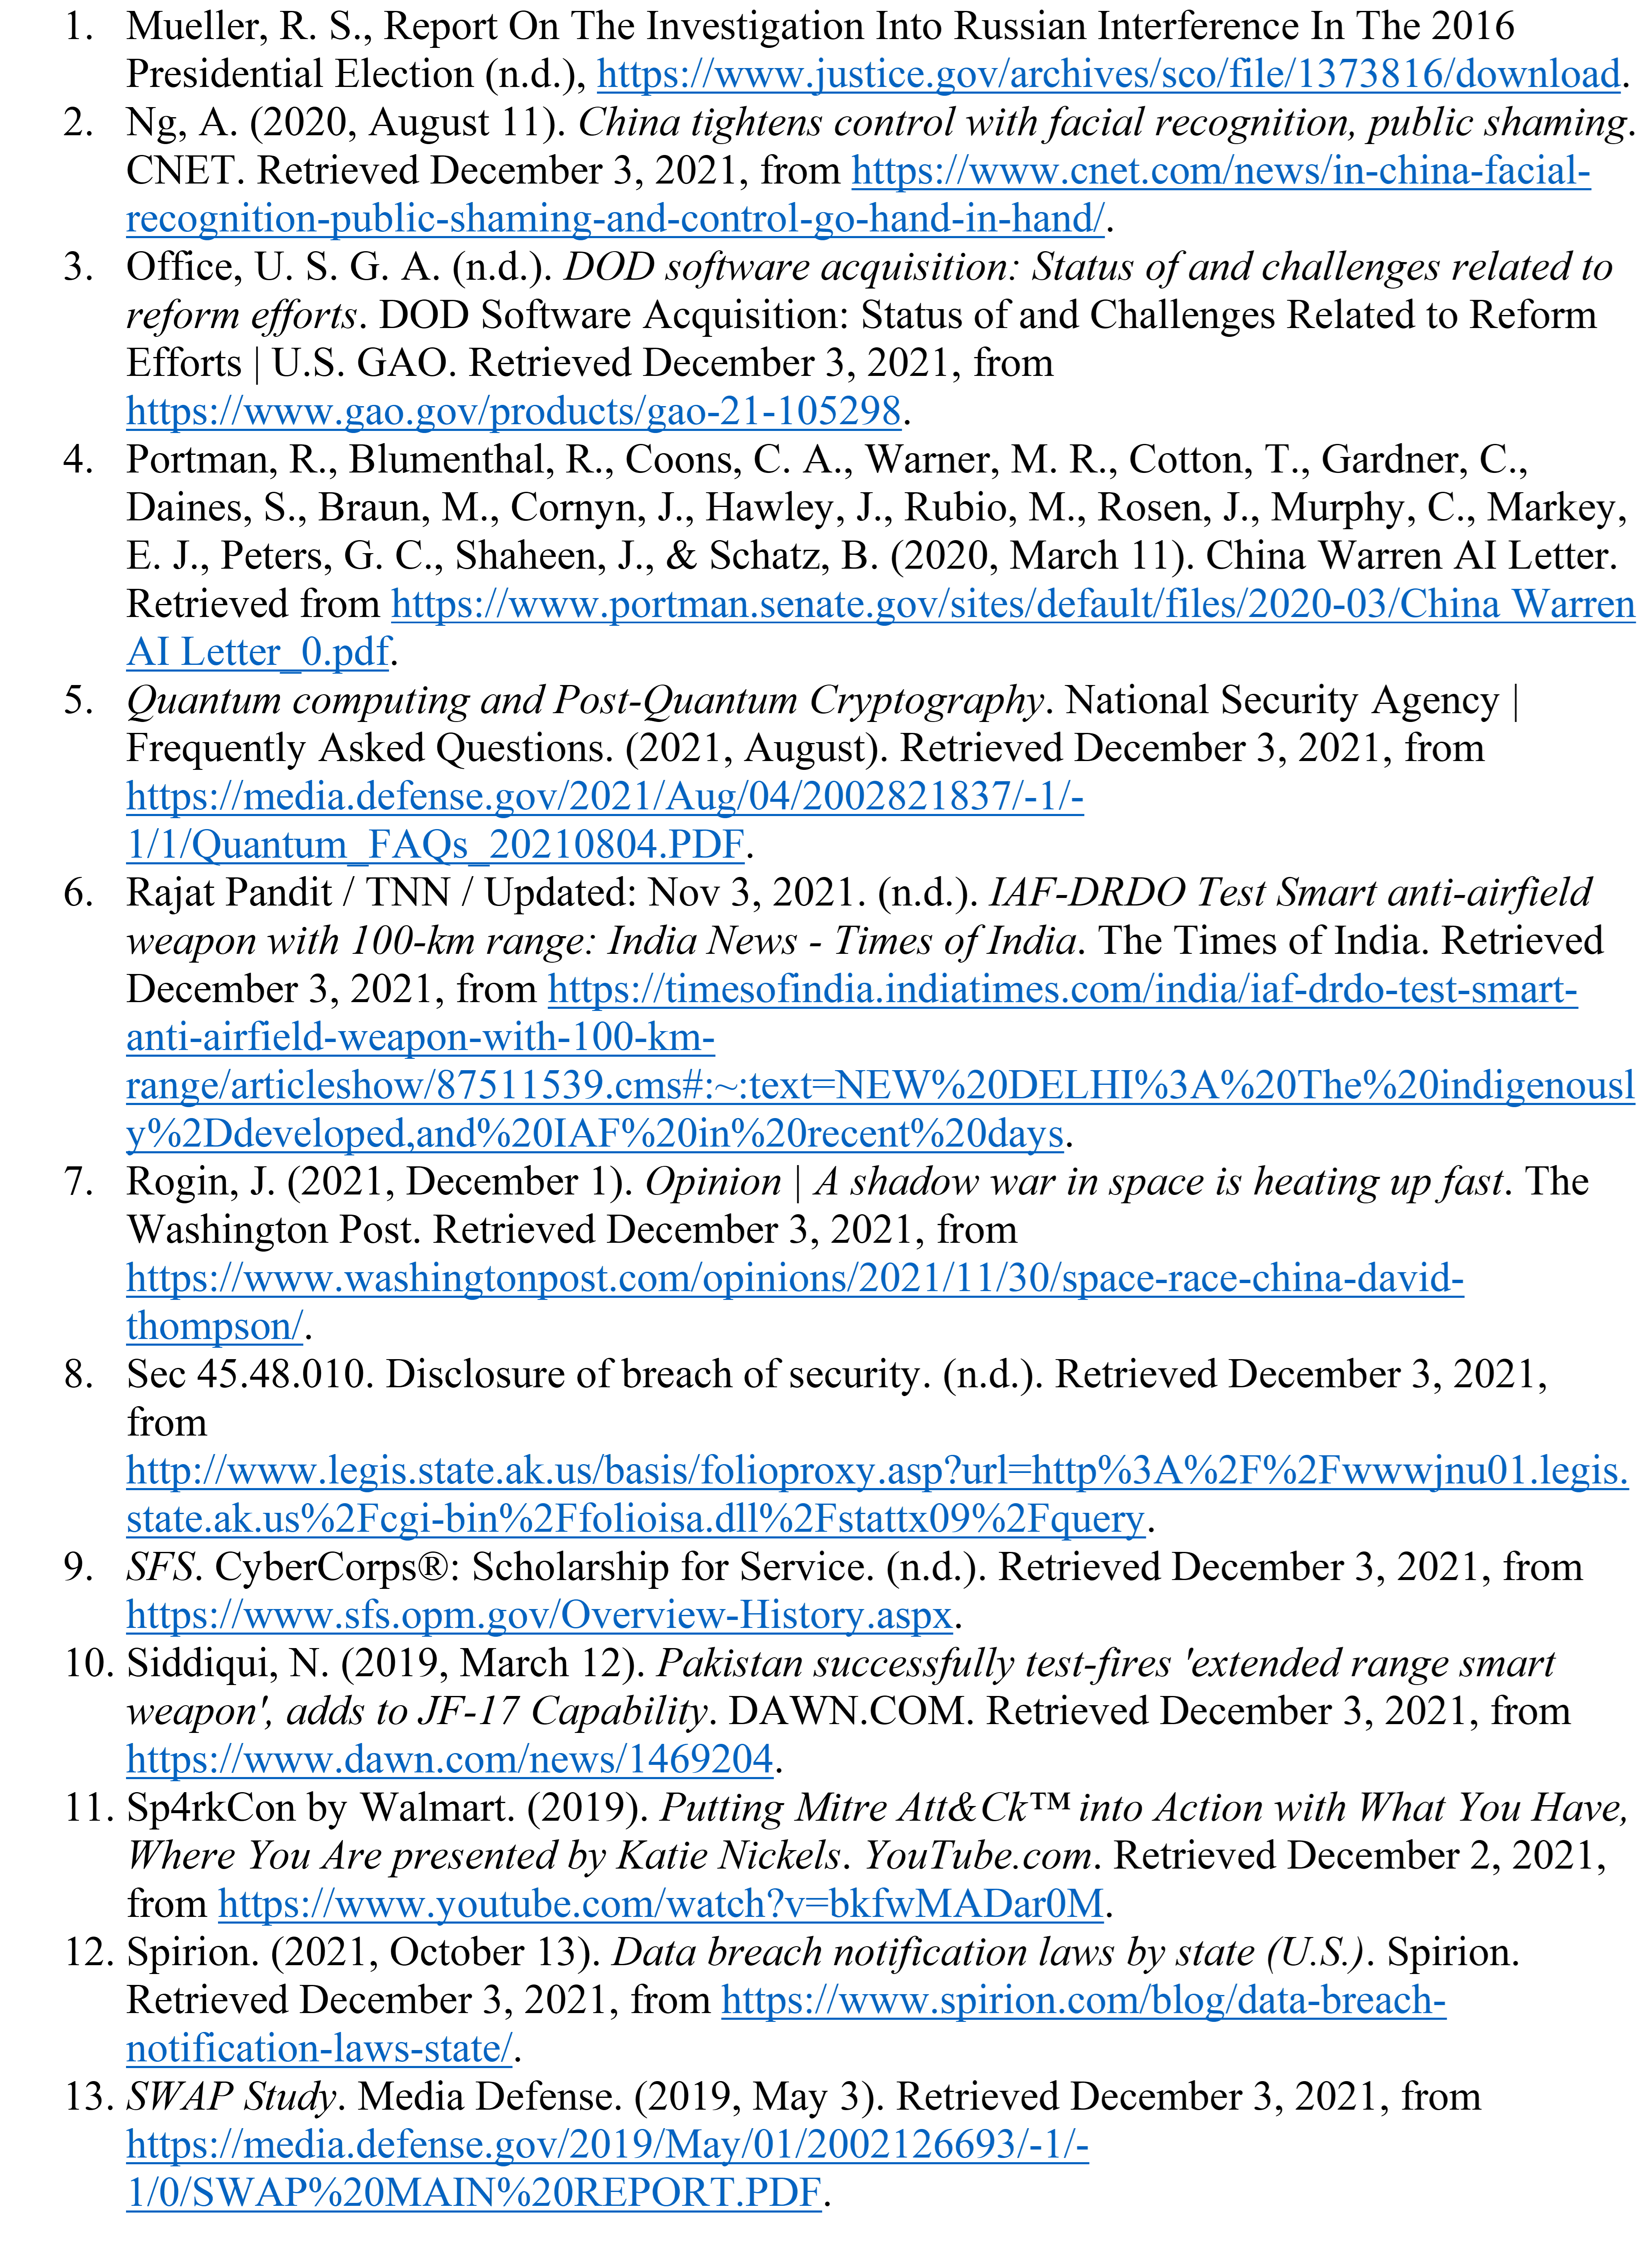 1. Mueller, R. S., Report On The Investigation Into Russian Interference In The 2016
Presidential Election (n.d.), https://www.justice.gov/archives/sco/file/1373816/download.
2. Ng, A. (2020, August 11). China tightens control with facial recognition, public shaming.
CNET. Retrieved December 3, 2021, from https://www.cnet.com/news/in-china-facial-
recognition-public-shaming-and-control-go-hand-in-hand/.
3. Office, U. S. G. A. (n.d.). DOD software acquisition: Status of and challenges related to
reform efforts. DOD Software Acquisition: Status of and Challenges Related to Reform
Efforts | U.S. GAO. Retrieved December 3, 2021, from
https://www.gao.gov/products/gao-21-105298.
4. Portman, R., Blumenthal, R., Coons, C. A., Warner, M. R., Cotton, T., Gardner, C.,
Daines, S., Braun, M., Cornyn, J., Hawley, J., Rubio, M., Rosen, J., Murphy, C., Markey,
E. J., Peters, G. C., Shaheen, J., & Schatz, B. (2020, March 11). China Warren AI Letter.
Retrieved from https://www.portman.senate.gov/sites/default/files/2020-03/China Warren
AI Letter_0.pdf.
5. Quantum computing and Post-Quantum Cryptography. National Security Agency |
Frequently Asked Questions. (2021, August). Retrieved December 3, 2021, from
https://media.defense.gov/2021/Aug/04/2002821837/-1/-
1/1/Quantum_FAQs_20210804.PDF.
6. Rajat Pandit / TNN / Updated: Nov 3, 2021. (n.d.). IAF-DRDO Test Smart anti-airfield
weapon with 100-km range: India News - Times of India. The Times of India. Retrieved
December 3, 2021, from https://timesofindia.indiatimes.com/india/iaf-drdo-test-smart-
anti-airfield-weapon-with-100-km-
range/articleshow/87511539.cms#:~:text=NEW%20DELHI%3A%20The%20indigenousl
y%2Ddeveloped,and%20IAF%20in%20recent%20days.
7. Rogin, J. (2021, December 1). Opinion | A shadow war in space is heating up fast. The
Washington Post. Retrieved December 3, 2021, from
https://www.washingtonpost.com/opinions/2021/11/30/space-race-china-david-
thompson/.
8. Sec 45.48.010. Disclosure of breach of security. (n.d.). Retrieved December 3, 2021,
from
http://www.legis.state.ak.us/basis/folioproxy.asp?url=http%3A%2F%2Fwwwjnu01.legis.
state.ak.us%2Fcgi-bin%2Ffolioisa.dll%2Fstattx09%2Fquery.
9. SFS. CyberCorps®: Scholarship for Service. (n.d.). Retrieved December 3, 2021, from
https://www.sfs.opm.gov/Overview-History.aspx.
10. Siddiqui, N. (2019, March 12). Pakistan successfully test-fires 'extended range smart
weapon', adds to JF-17 Capability. DAWN.COM. Retrieved December 3, 2021, from
https://www.dawn.com/news/1469204.
11. Sp4rkCon by Walmart. (2019). Putting Mitre Att&Ck™ into Action with What You Have,
Where You Are presented by Katie Nickels. YouTube.com. Retrieved December 2, 2021,
from https://www.youtube.com/watch?v=bkfwMADar0M.
12. Spirion. (2021, October 13). Data breach notification laws by state (U.S.). Spirion.
Retrieved December 3, 2021, from https://www.spirion.com/blog/data-breach-
notification-laws-state/.
13. SWAP Study. Media Defense. (2019, May 3). Retrieved December 3, 2021, from
https://media.defense.gov/2019/May/01/2002126693/-1/-
1/0/SWAP%20MAIN%20REPORT.PDF.